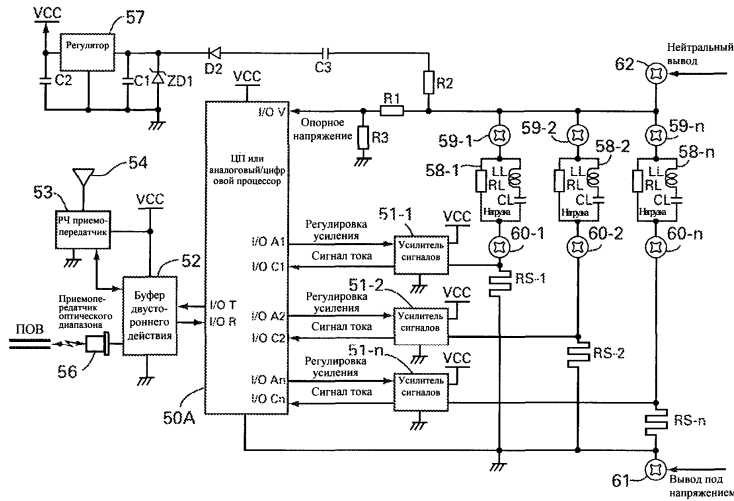 VCC
57
Регулятор
C2
C1
ZD1
D2
C3
R2
VCC
I/O V
R1
Опорное
напряжение
R3
62
Нейтральный
вывод
59-1
59-2
59-n
58-1
58-2
58-n
LL
RL
CL
Нагрузка
LL
RL
CL
Нагрузка
LL
RL
CL
Нагрузка
60-1
60-2
60-n
ЦП или
аналоговый/цифр
овой процессор
54
53
VCC
РЧ приемо-
передатчик
52
Буфер
двусто-
роннего
действия
Приемопе-
редатчик
оптического
диапазона
ПОВ
56
I/O T
I/O R
50A
I/O A1
I/O C1
Регулировка
усиления
Сигнал тока
51-1
VCC
Усилитель
сигналов
RS-1
I/O A2
I/O C2
Регулировка
усиления
Сигнал тока
51-2
VCC
Усилитель
сигналов
RS-2
I/O An
I/O Cn
Регулировка
усиления
Сигнал тока
51-n
VCC
Усилитель
сигналов
RS-n
61
Вывод под
напряжением